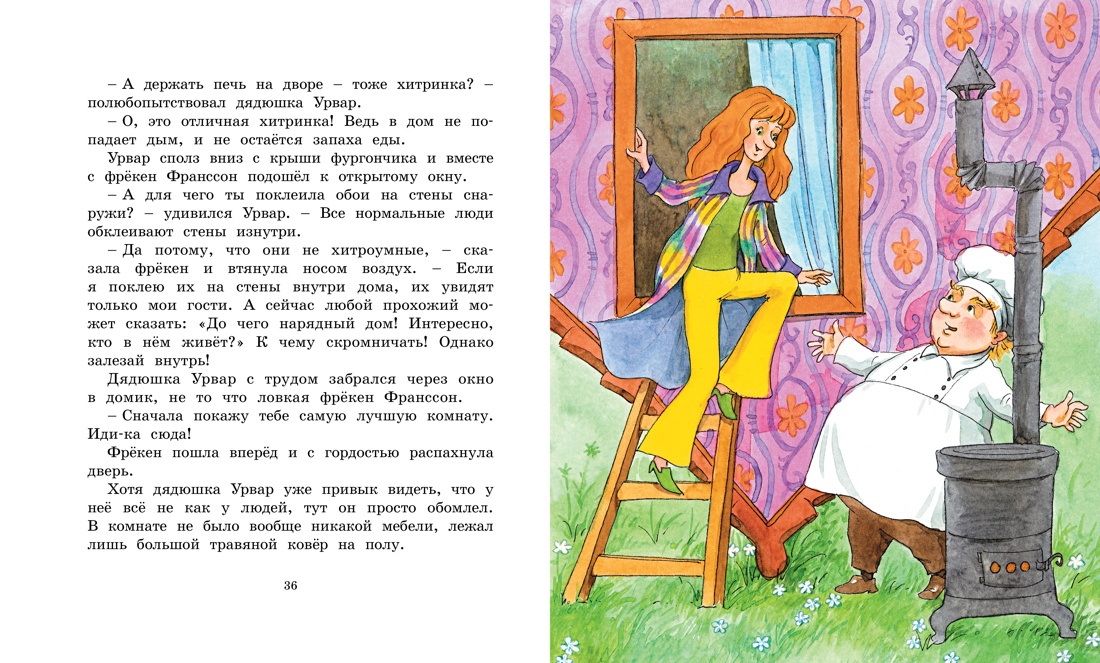 – А держать печь на дворе – тоже хитринка? –
полюбопытствовал дядюшка Урвар.
– О, это отличная хитринка! Ведь в дом не по-
падает дым, и не остаётся запаха еды.
Урвар сполз вниз с крыши фургончика и вместе
с фрёкен Франссон подошёл к открытому окну.
– А для чего ты поклеила обои на стены сна-
ружи? – удивился Урвар. – Все нормальные люди
обклеивают стены изнутри.
– Да потому, что они не хитроумные, – ска-
зала фрёкен и втянула носом воздух. – Если
я поклею их на стены внутри дома, их увидят
только мои гости. А сейчас любой прохожий мо-
жет сказать: «До чего нарядный дом! Интересно,
кто в нём живёт?» К чему скромничать! Однако
залезай внутрь!
Дядюшка Урвар с трудом забрался через окно
в домик, не то что ловкая фрёкен Франссон.
– Сначала покажу тебе самую лучшую комнату.
Иди-ка сюда!
Фрёкен пошла вперёд и с гордостью распахнула
дверь.
Хотя дядюшка Урвар уже привык видеть, что у
неё всё не как у людей, тут он просто обомлел.
В комнате не было вообще никакой мебели, лежал
лишь большой травяной ковёр на полу.
36